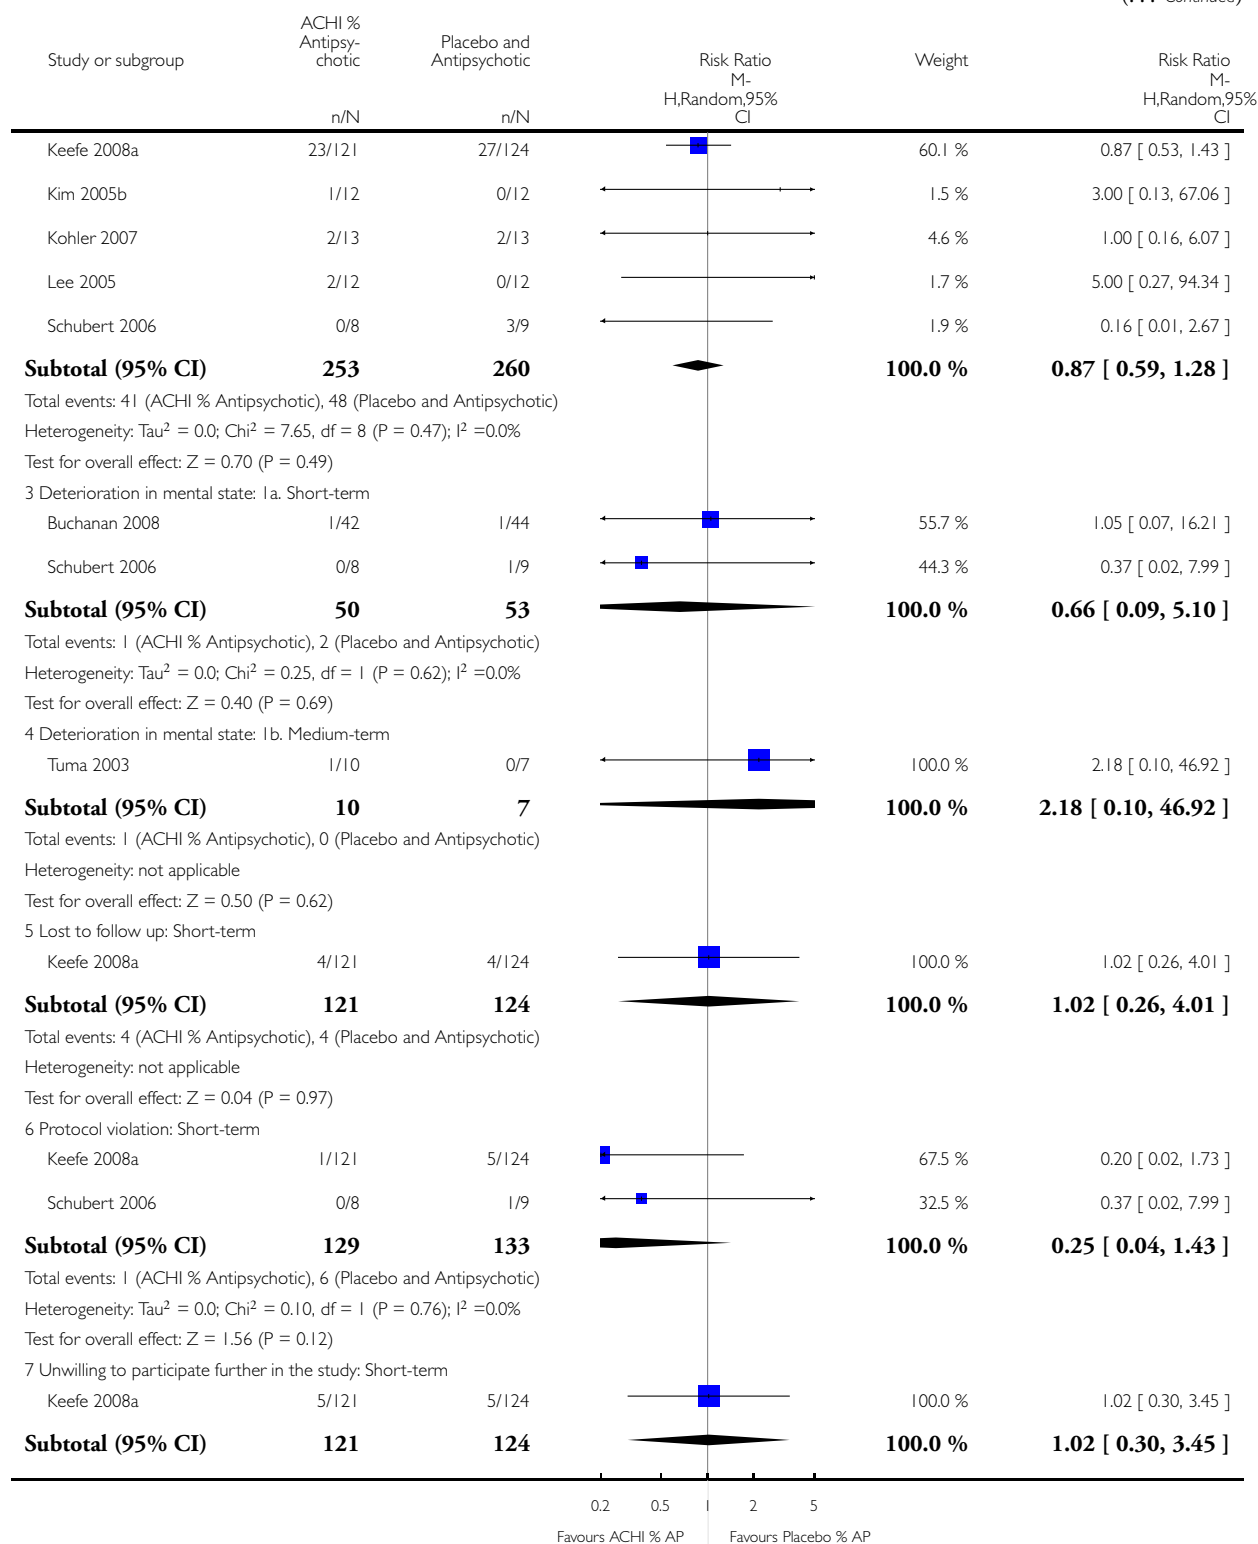 (... Continued)
Study or subgroup ACHI % Antipsy- chotic Placebo and Antipsychotic Risk Ratio Weight Risk Ratio
n/N n/N M- H,Random,95% CI M- H,Random,95% CI
Keefe 2008a 23/121 27/124 60.1 % 0.87 [ 0.53, 1.43 ]
Kim 2005b 1/12 0/12 1.5 % 3.00 [ 0.13, 67.06 ]
Kohler 2007 2/13 2/13 4.6 % 1.00 [ 0.16, 6.07 ]
Lee 2005 2/12 0/12 1.7 % 5.00 [ 0.27, 94.34 ]
Schubert 2006 0/8 3/9 1.9 % 0.16 [ 0.01, 2.67 ]
Subtotal (95% CI) 253 260 100.0 % 0.87 [ 0.59, 1.28 ]
Total events: 41 (ACHI % Antipsychotic), 48 (Placebo and Antipsychotic)
Heterogeneity: Tau² = 0.0; Chi² = 7.65, df = 8 (P = 0.47); I² =0.0%
Test for overall effect: Z = 0.70 (P = 0.49)
3 Deterioration in mental state: 1a. Short-term
Buchanan 2008 1/42 1/44 55.7 % 1.05 [ 0.07, 16.21 ]
Schubert 2006 0/8 1/9 44.3 % 0.37 [ 0.02, 7.99 ]
Subtotal (95% CI) 50 53 100.0 % 0.66 [ 0.09, 5.10 ]
Total events: 1 (ACHI % Antipsychotic), 2 (Placebo and Antipsychotic)
Heterogeneity: Tau² = 0.0; Chi² = 0.25, df = 1 (P = 0.62); I² =0.0%
Test for overall effect: Z = 0.40 (P = 0.69)
4 Deterioration in mental state: 1b. Medium-term
Tuma 2003 1/10 0/7 100.0 % 2.18 [ 0.10, 46.92 ]
Subtotal (95% CI) 10 7 100.0 % 2.18 [ 0.10, 46.92 ]
Total events: 1 (ACHI % Antipsychotic), 0 (Placebo and Antipsychotic)
Heterogeneity: not applicable
Test for overall effect: Z = 0.50 (P = 0.62)
5 Lost to follow up: Short-term
Keefe 2008a 4/121 4/124 100.0 % 1.02 [ 0.26, 4.01 ]
Subtotal (95% CI) 121 124 100.0 % 1.02 [ 0.26, 4.01 ]
Total events: 4 (ACHI % Antipsychotic), 4 (Placebo and Antipsychotic)
Heterogeneity: not applicable
Test for overall effect: Z = 0.04 (P = 0.97)
6 Protocol violation: Short-term
Keefe 2008a 1/121 5/124 67.5 % 0.20 [ 0.02, 1.73 ]
Schubert 2006 0/8 1/9 32.5 % 0.37 [ 0.02, 7.99 ]
Subtotal (95% CI) 129 133 100.0 % 0.25 [ 0.04, 1.43 ]
Total events: 1 (ACHI % Antipsychotic), 6 (Placebo and Antipsychotic)
Heterogeneity: Tau² = 0.0; Chi² = 0.10, df = 1 (P = 0.76); I² =0.0%
Test for overall effect: Z = 1.56 (P = 0.12)
7 Unwilling to participate further in the study: Short-term
Keefe 2008a 5/121 5/124 100.0 % 1.02 [ 0.30, 3.45 ]
Subtotal (95% CI) 121 124 100.0 % 1.02 [ 0.30, 3.45 ]
0.2 0.5 1 2 5
Favours ACHI % AP Favours Placebo % AP